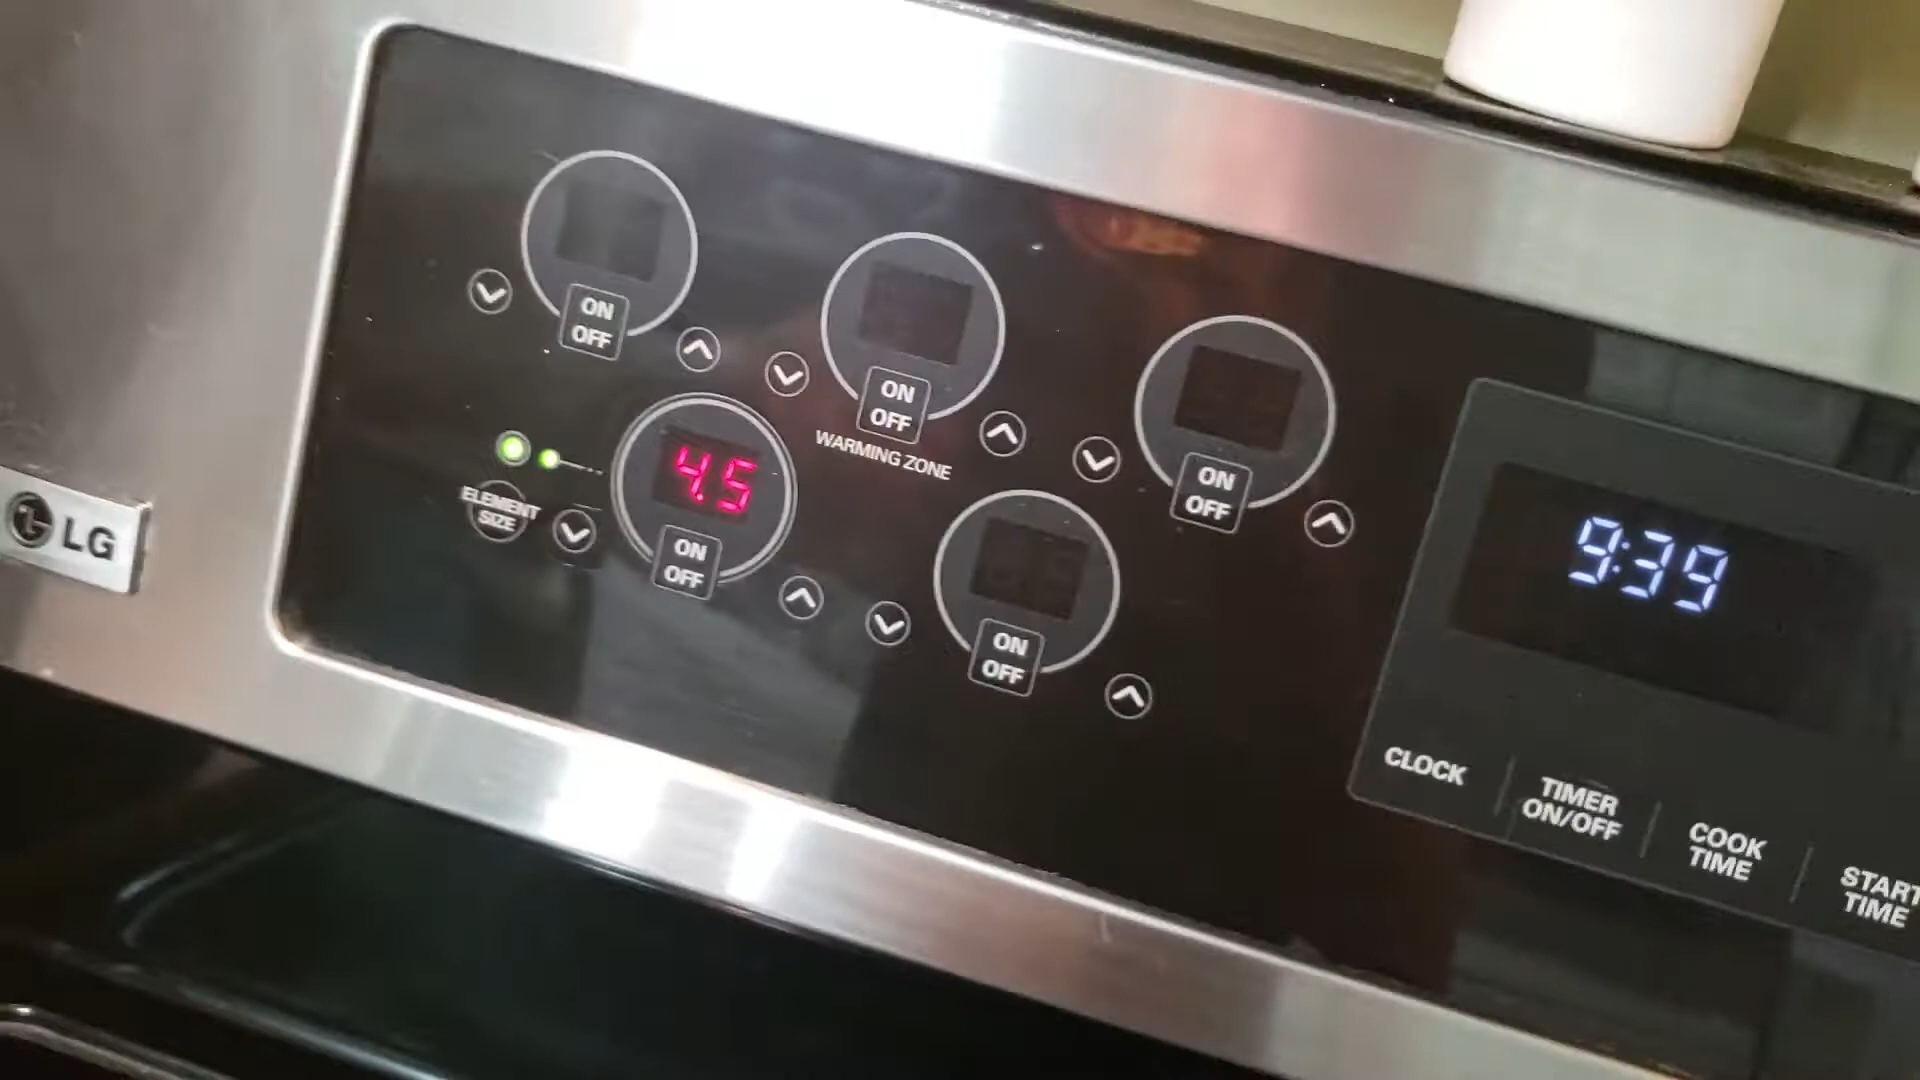 ON
OFF
ON
OFF
WARMING ZONE
ON
OFF
ELEMENT
SIZE
4.5
ON
OFF
ON
OFF
LG
9:39
CLOCK
TIMER
ON/OFF
COOK
TIME
START
TIME